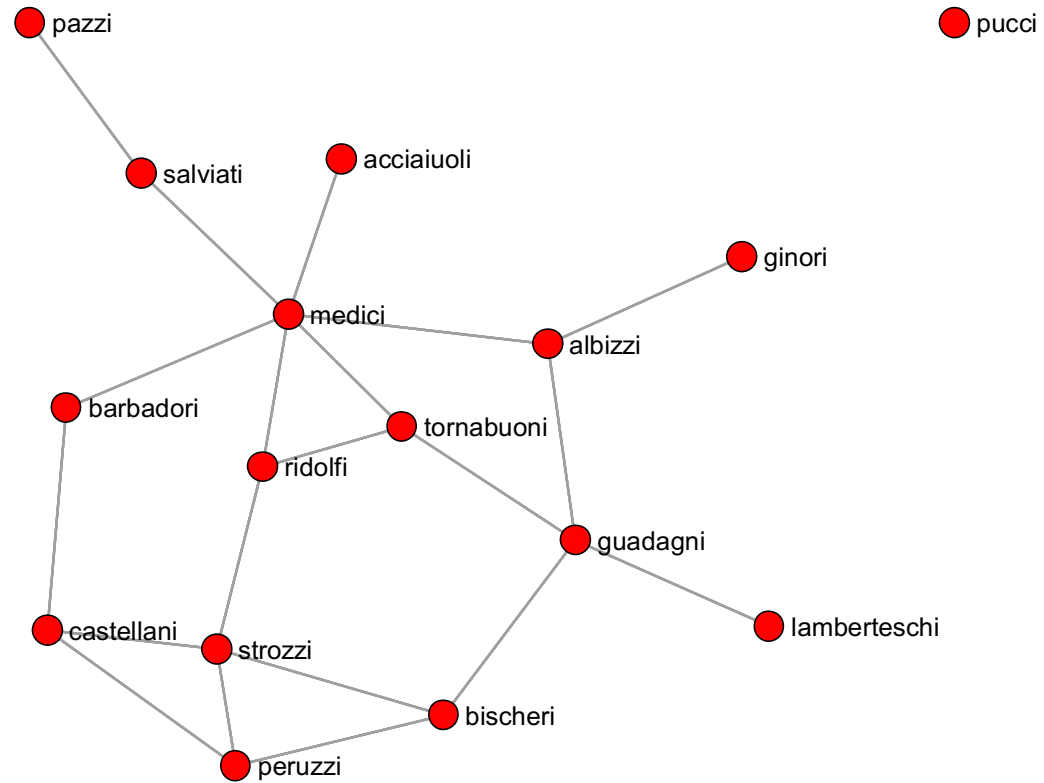 pazzi
pucci
acciaiuoli
salviati
ginori
medici
albizzi
barbadori
tornabuoni
ridolfi
guadagni
lamberteschi
castellani
strozzi
bischeri
peruzzi